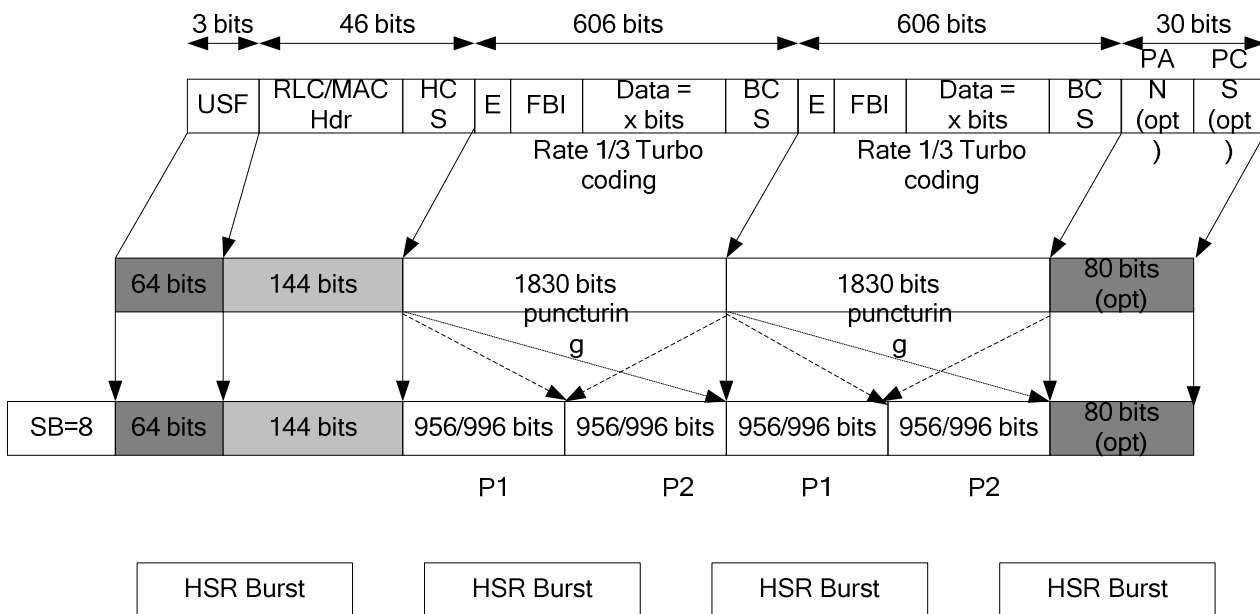 3 bits 46 bits 606 bits 606 bits 30 bits
USF RLC/MAC Hdr HC S E FBI Data = x bits BC S E FBI Data = x bits BC S PA N (opt ) PC S (opt )
Rate 1/3 Turbo coding Rate 1/3 Turbo coding
64 bits 144 bits 1830 bits puncturin g 1830 bits puncturin g 80 bits (opt)
SB=8 64 bits 144 bits 956/996 bits 956/996 bits 956/996 bits 956/996 bits 80 bits (opt)
P1 P2 P1 P2
HSR Burst HSR Burst HSR Burst HSR Burst